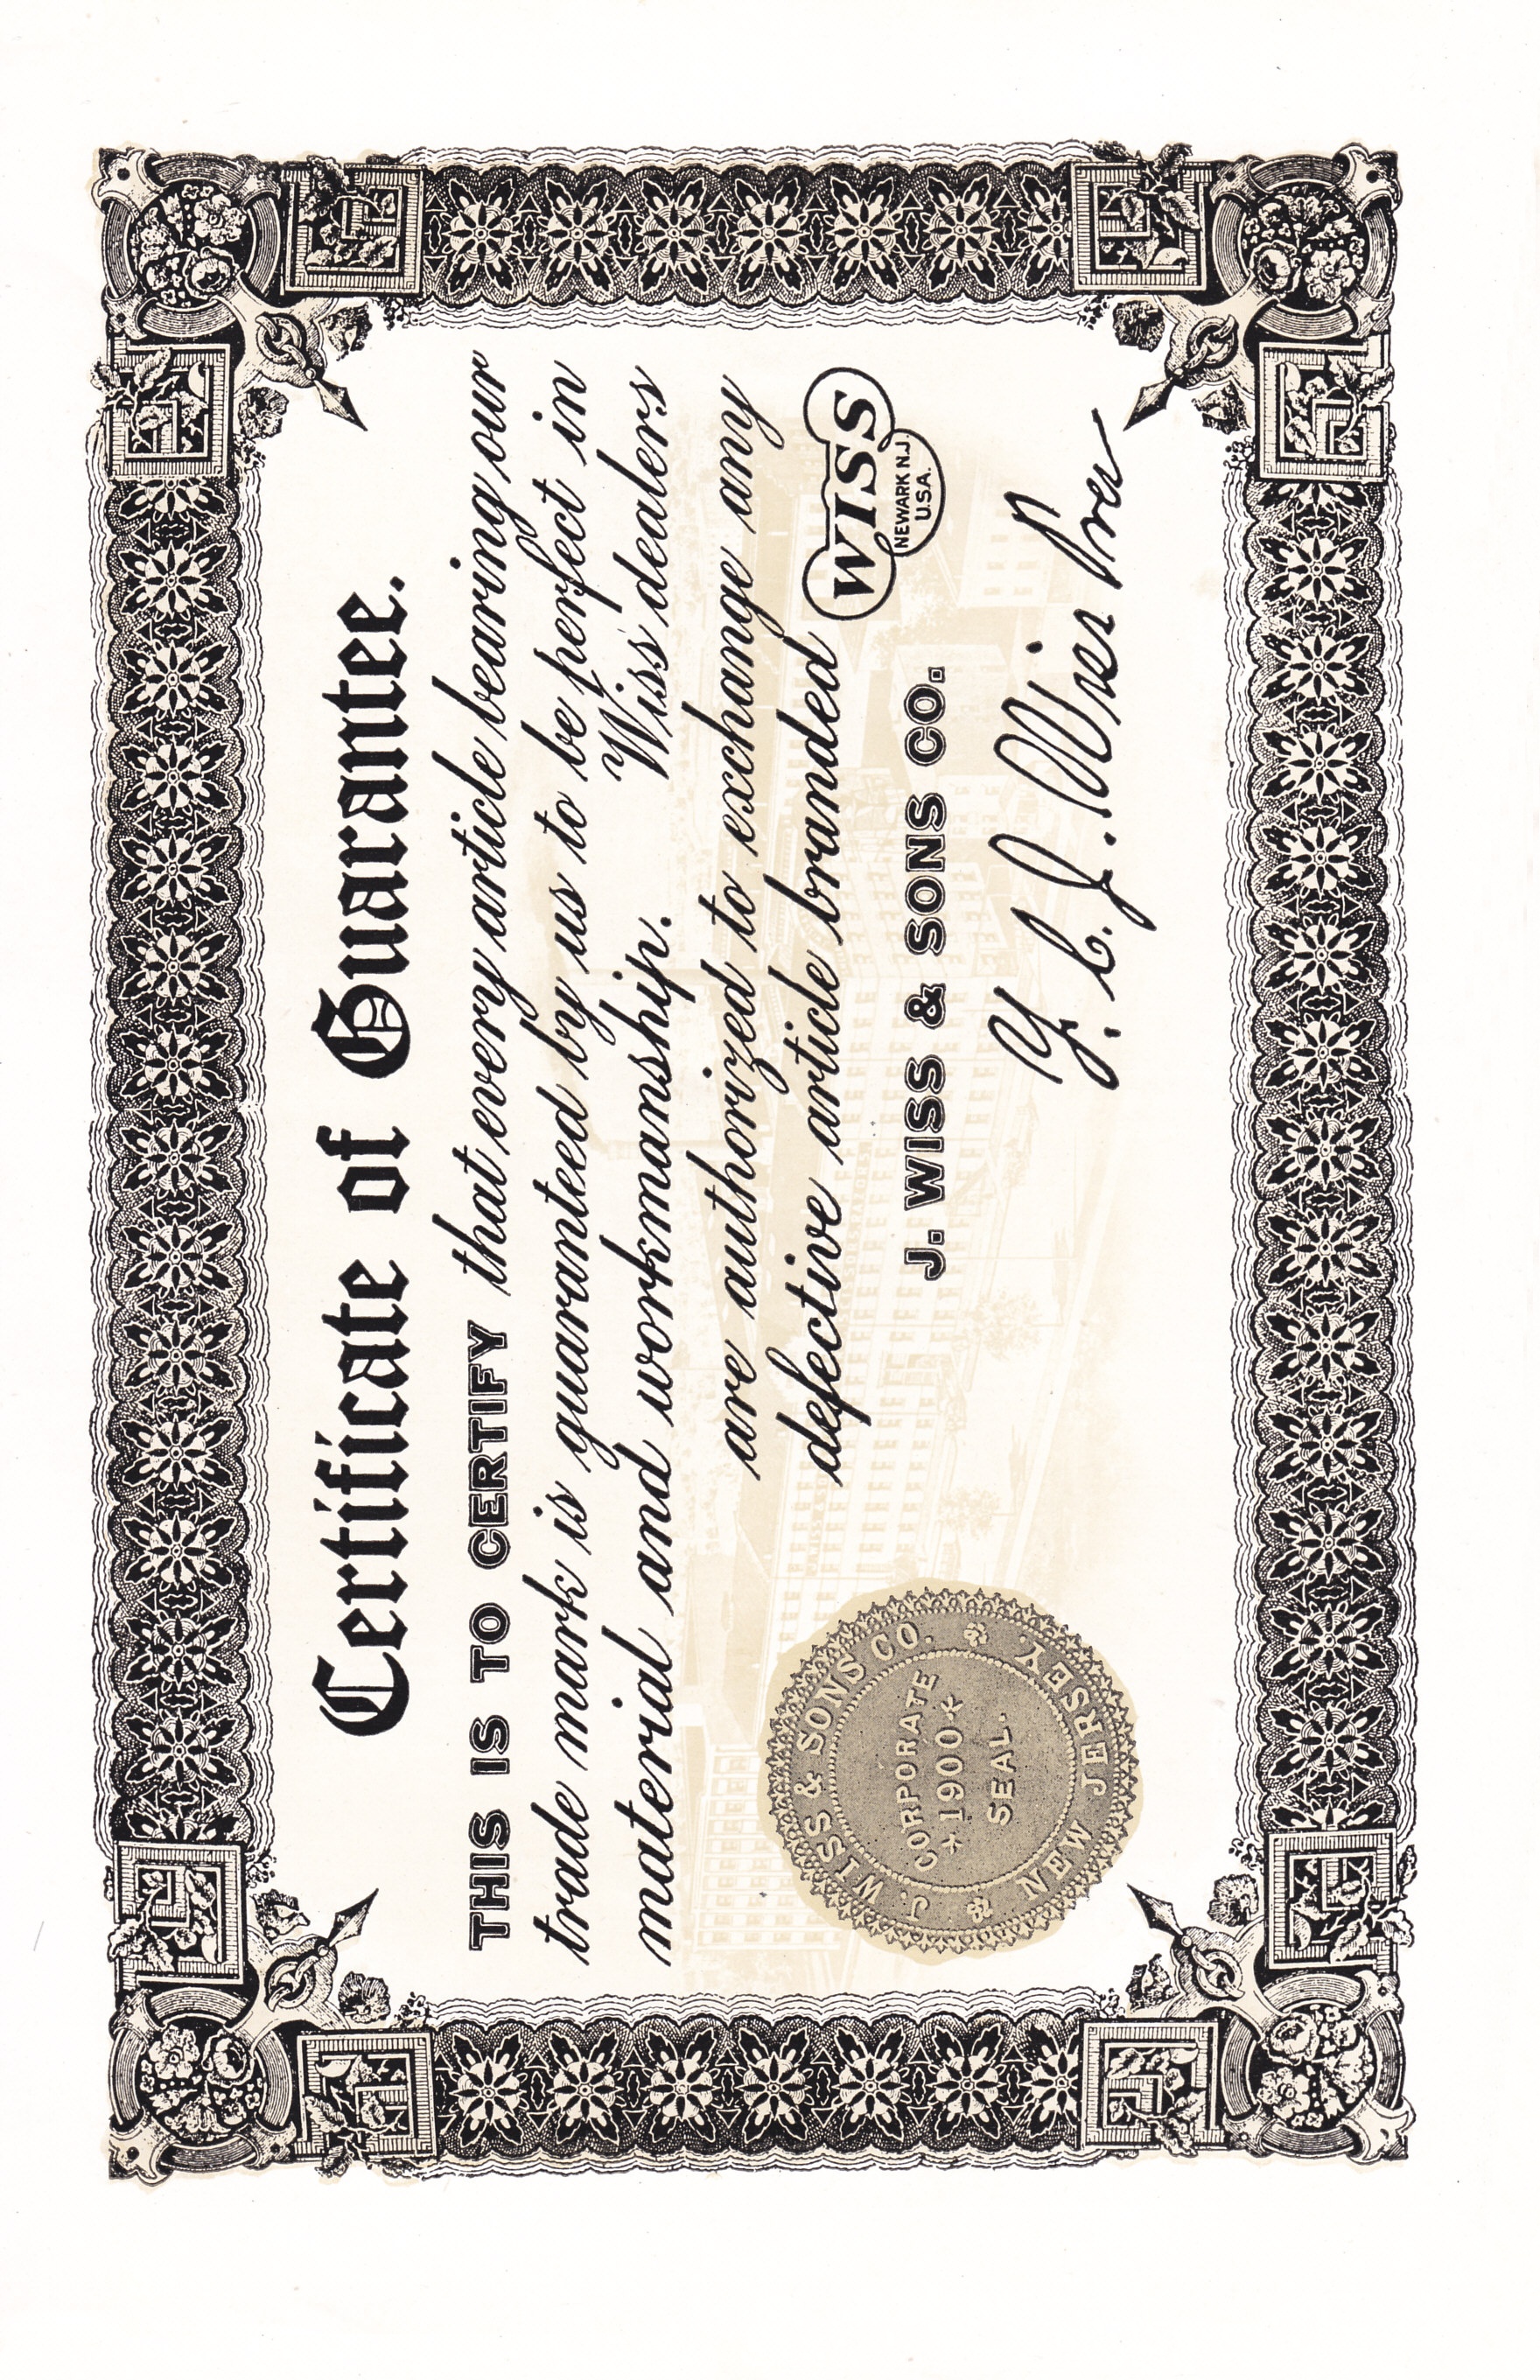 Certificate of Guarantee.
THIS IS TO CERTIFY that every article bearing our
trade mark is guaranteed by us to be perfect in
material and workmanship. Wiss dealers
are authorized to exchange any
defective article branded WISS
NEWARK N.J.
U.S.A.
J. WISS & SONS CO.
J. Wiss Pres
J. WISS & SONS CO.
NEW JERSEY
CORPORATE
1900
SEAL.